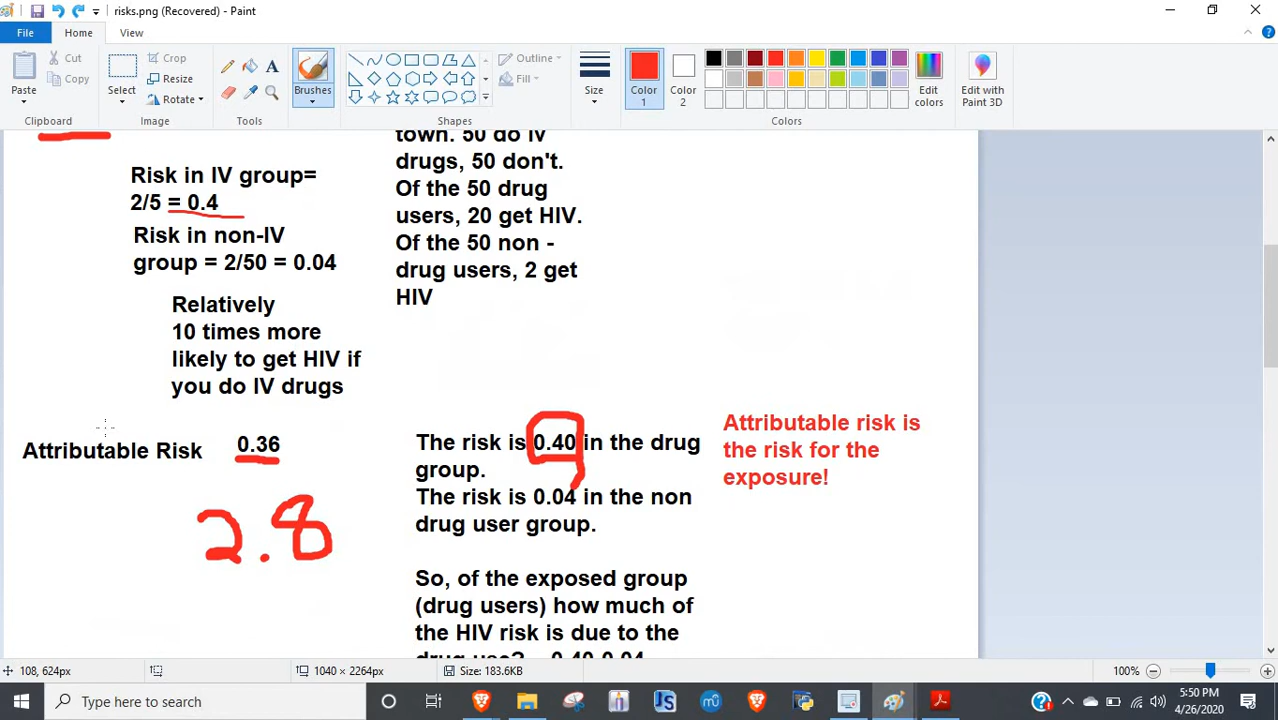 risks.png (Recovered) - Paint
File
Home
View
Paste
Cut
Copy
Clipboard
Select
Crop
Resize
Rotate
Image
Tools
Brushes
Shapes
Outline
Fill
Size
Color 1
Color 2
Edit colors
Edit with Paint 3D
Colors
town. 50 do IV
drugs, 50 don't.
Of the 50 drug
users, 20 get HIV.
Of the 50 non -
drug users, 2 get
HIV
Risk in IV group=
2/5 = 0.4
Risk in non-IV
group = 2/50 = 0.04
Relatively
10 times more
likely to get HIV if
you do IV drugs
Attributable Risk 0.36
2.8
The risk is 0.40 in the drug
group.
The risk is 0.04 in the non
drug user group.
So, of the exposed group
(drug users) how much of
the HIV risk is due to the
drug use? 0.40-0.04
Attributable risk is
the risk for the
exposure!
108, 624px
1040 × 2264px
Size: 183.6KB
100%
Type here to search
5:50 PM
4/26/2020